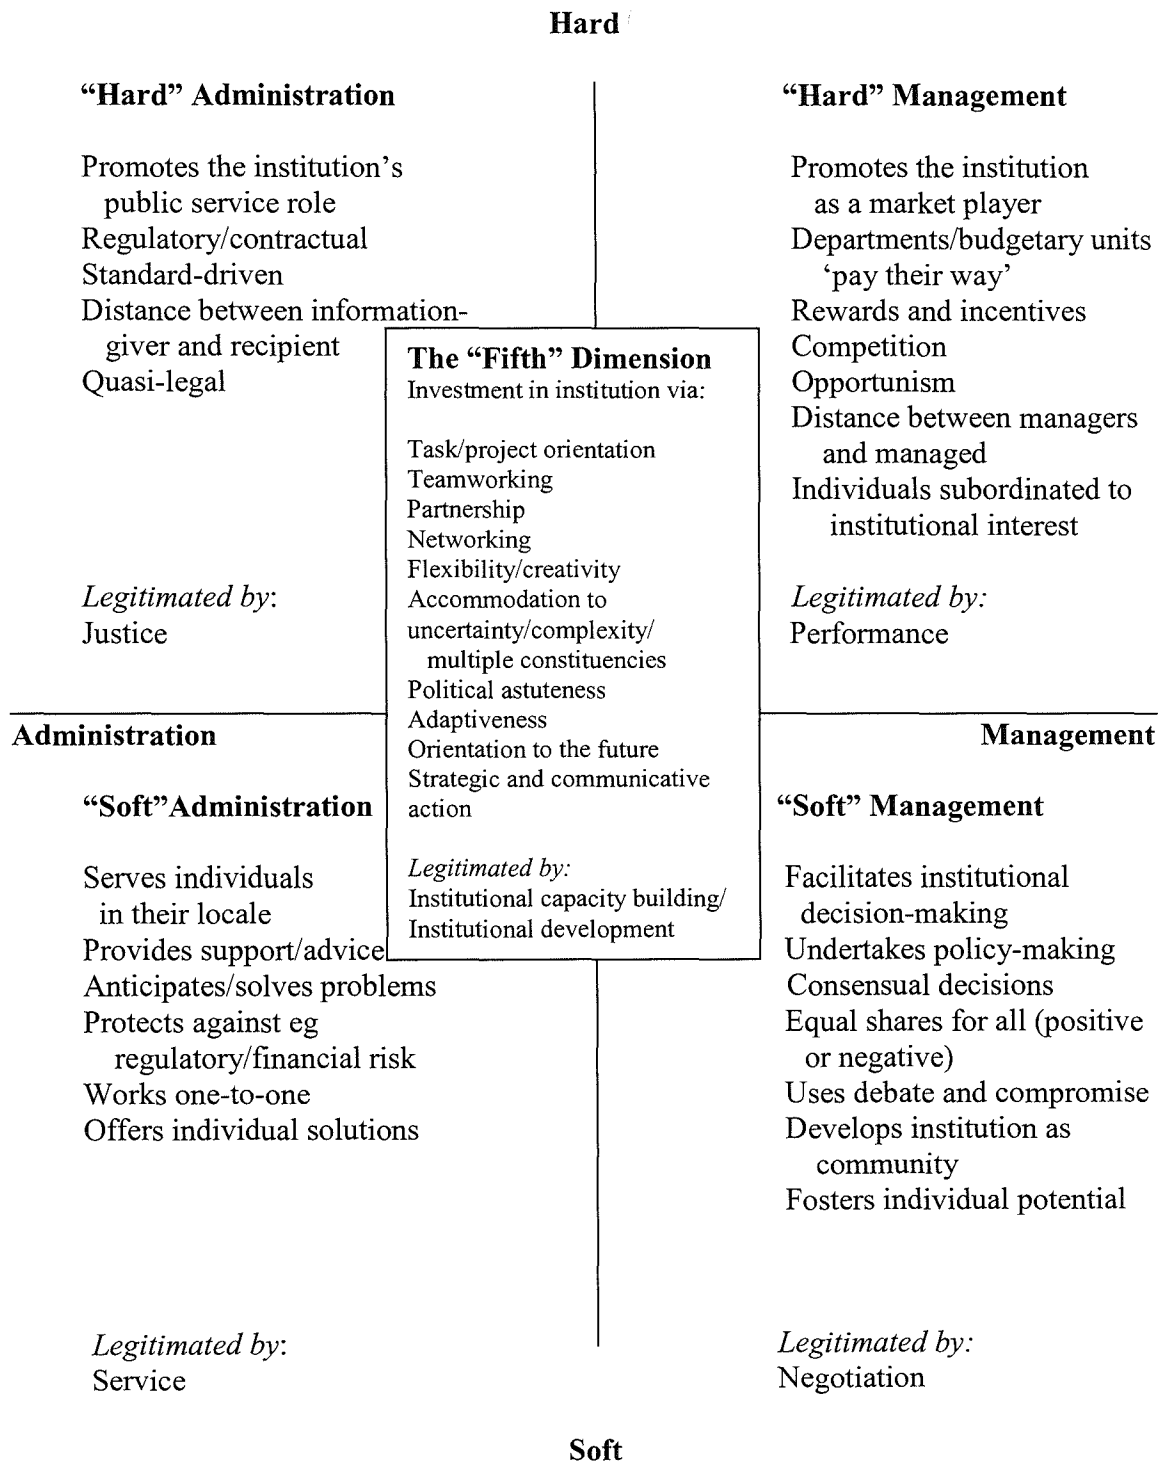 Hard
“Hard” Administration
Promotes the institution’s
public service role
Regulatory/contractual
Standard-driven
Distance between information-
giver and recipient
Quasi-legal
Legitimated by:
Justice
“Hard” Management
Promotes the institution
as a market player
Departments/budgetary units
‘pay their way’
Rewards and incentives
Competition
Opportunism
Distance between managers
and managed
Individuals subordinated to
institutional interest
Legitimated by:
Performance
The “Fifth” Dimension
Investment in institution via:
Task/project orientation
Teamworking
Partnership
Networking
Flexibility/creativity
Accommodation to
uncertainty/complexity/
multiple constituencies
Political astuteness
Adaptiveness
Orientation to the future
Strategic and communicative
action
Legitimated by:
Institutional capacity building/
Institutional development
Administration
Management
“Soft”Administration
Serves individuals
in their locale
Provides support/advice
Anticipates/solves problems
Protects against eg
regulatory/financial risk
Works one-to-one
Offers individual solutions
Legitimated by:
Service
“Soft” Management
Facilitates institutional
decision-making
Undertakes policy-making
Consensual decisions
Equal shares for all (positive
or negative)
Uses debate and compromise
Develops institution as
community
Fosters individual potential
Legitimated by:
Negotiation
Soft